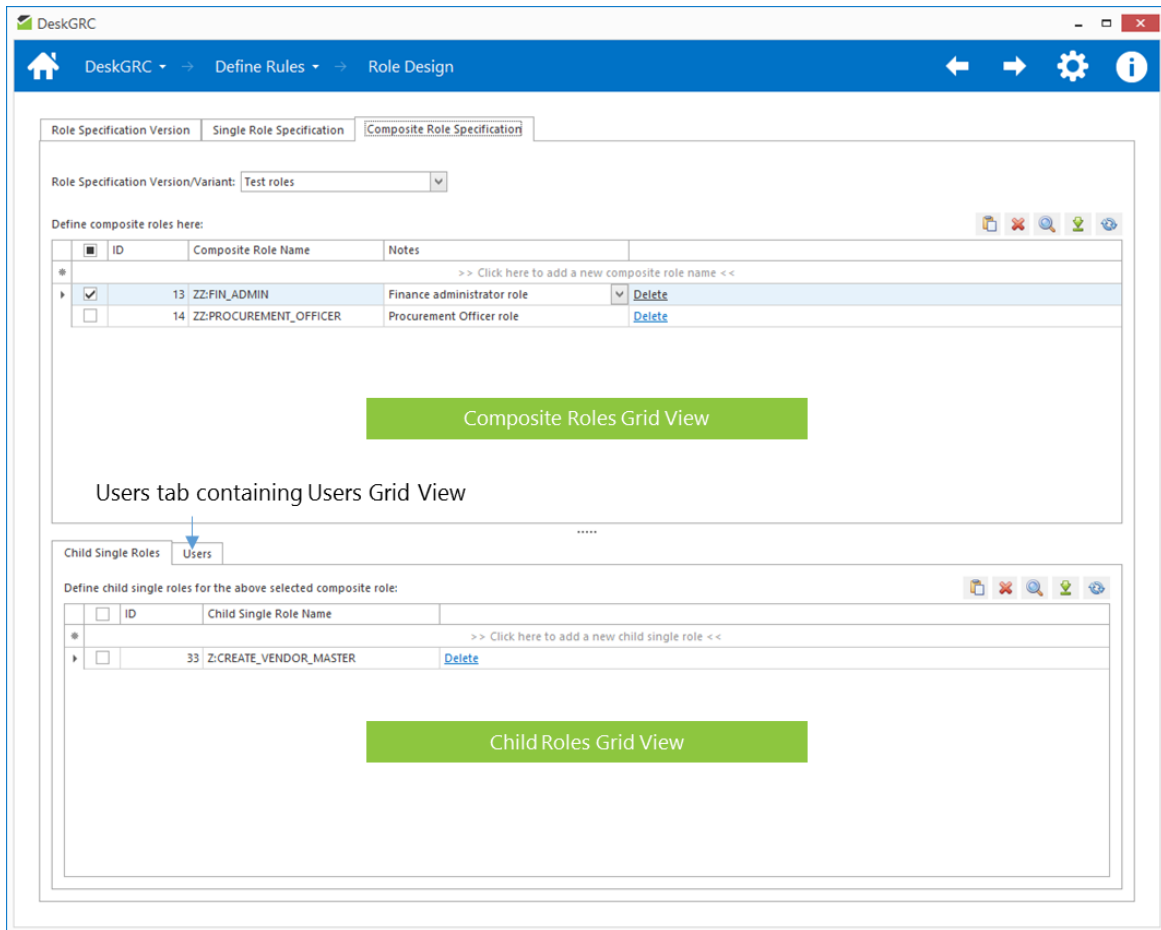 DeskGRC
DeskGRC → Define Rules → Role Design
Role Specification Version Single Role Specification Composite Role Specification
Role Specification Version/Variant: Test roles
Define composite roles here:
ID Composite Role Name Notes
>> Click here to add a new composite role name <<
13 ZZ:FIN_ADMIN Finance administrator role Delete
14 ZZ:PROCUREMENT_OFFICER Procurement Officer role Delete
Composite Roles Grid View
Users tab containing Users Grid View
Child Single Roles Users
Define child single roles for the above selected composite role:
ID Child Single Role Name
>> Click here to add a new child single role <<
33 Z:CREATE_VENDOR_MASTER Delete
Child Roles Grid View